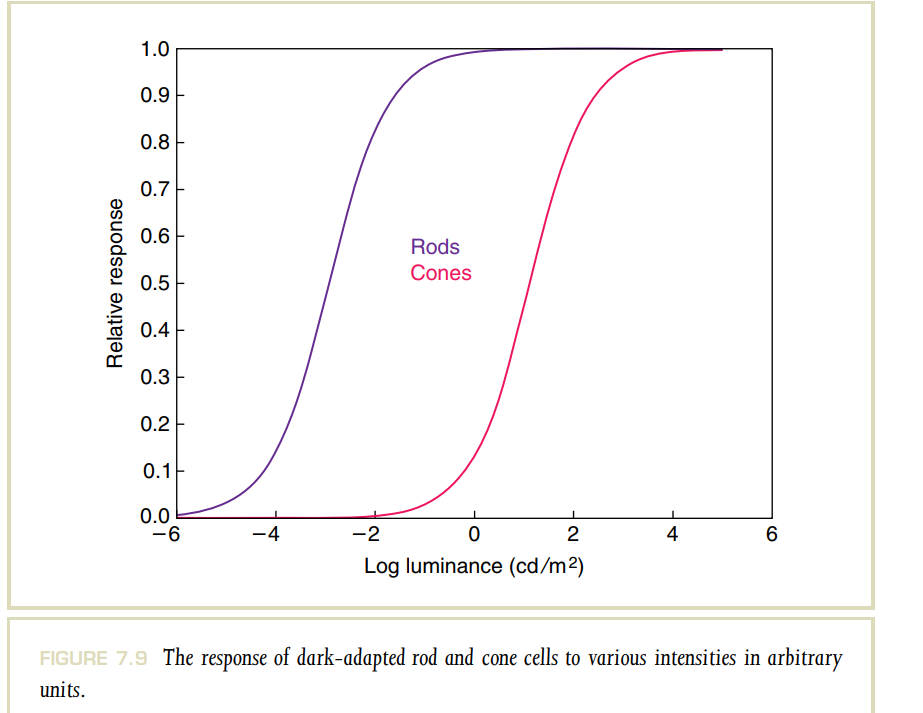 1.0
0.9
0.8
0.7
0.6
0.5
0.4
0.3
0.2
0.1
0.0
Relative response
Rods
Cones
−6 −4 −2 0 2 4 6
Log luminance (cd/m²)
FIGURE 7.9 The response of dark-adapted rod and cone cells to various intensities in arbitrary
units.